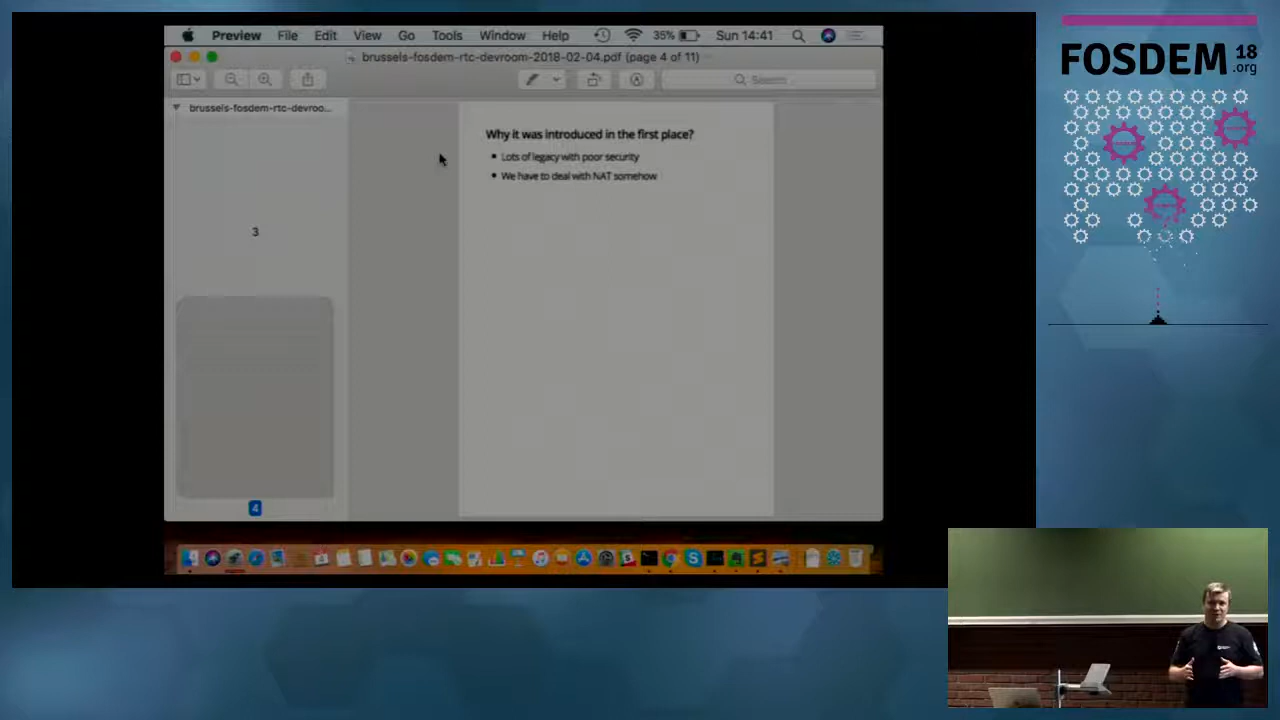 Preview File Edit View Go Tools Window Help 35% Sun 14:41
brussels-fosdem-rtc-devroom-2018-02-04.pdf (page 4 of 11)
Search
brussels-fosdem-rtc-devroo...
Why it was introduced in the first place?
Lots of legacy with poor security
We have to deal with NAT somehow
3
4
FOSDEM 18
.org